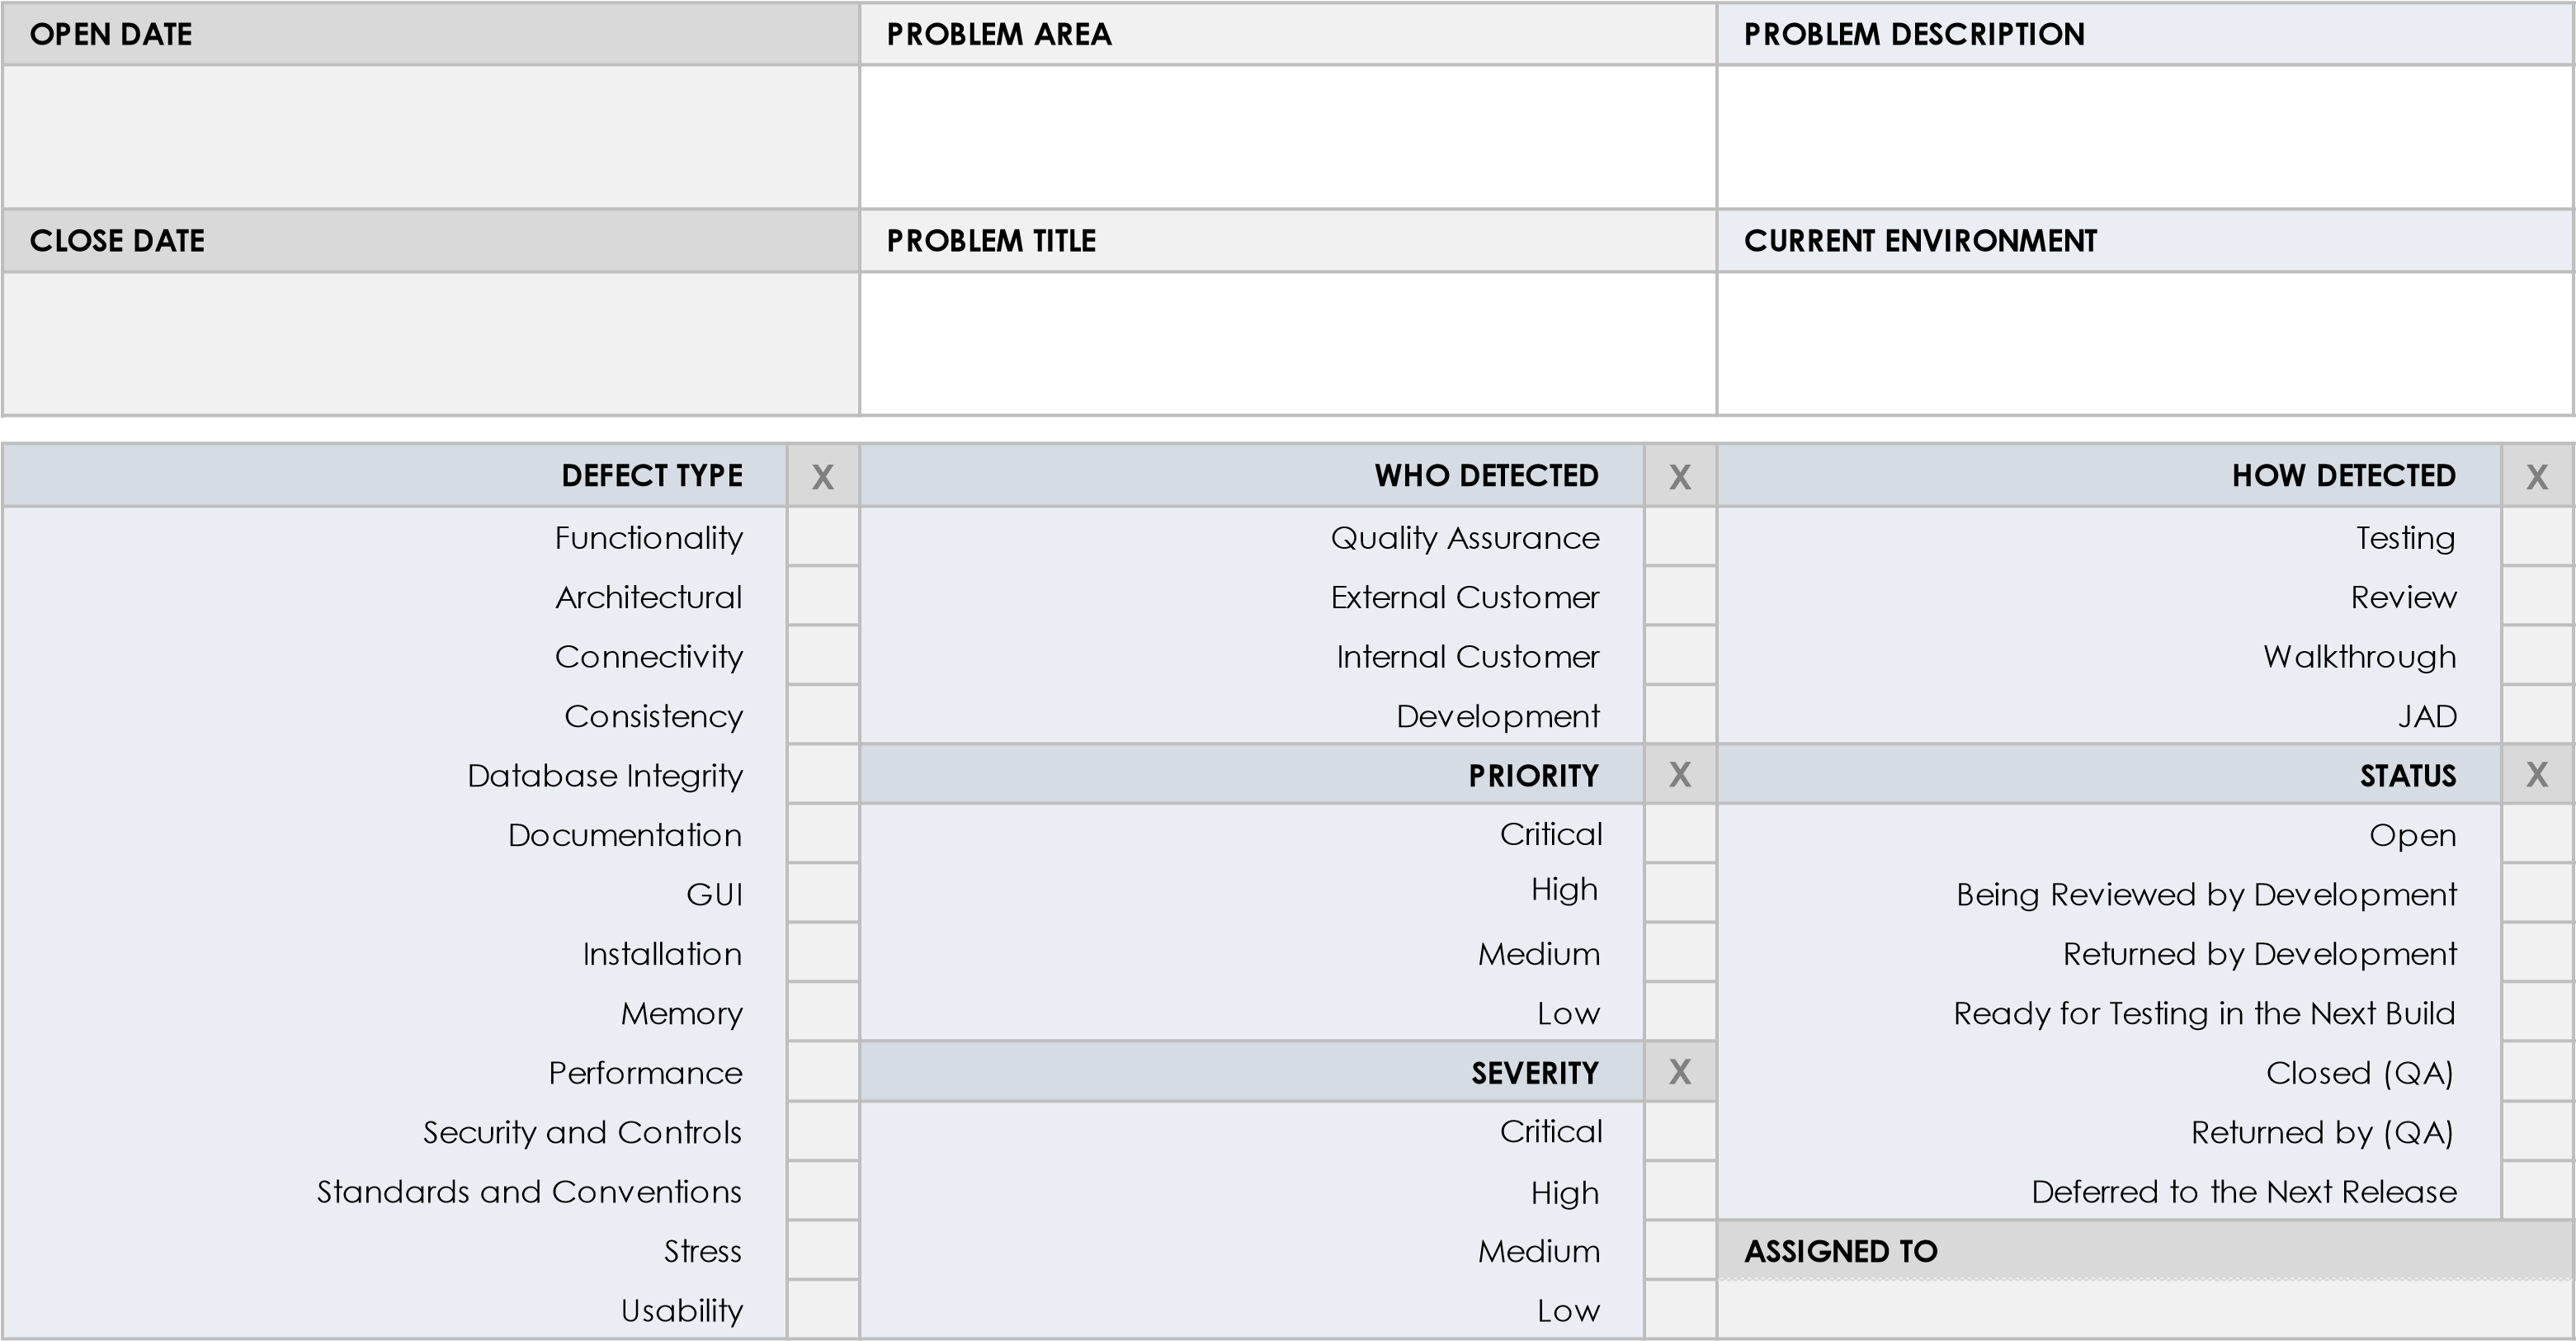 OPEN DATE
PROBLEM AREA
PROBLEM DESCRIPTION
CLOSE DATE
PROBLEM TITLE
CURRENT ENVIRONMENT
DEFECT TYPE X
Functionality
Architectural
Connectivity
Consistency
Database Integrity
Documentation
GUI
Installation
Memory
Performance
Security and Controls
Standards and Conventions
Stress
Usability
WHO DETECTED X
Quality Assurance
External Customer
Internal Customer
Development
PRIORITY X
Critical
High
Medium
Low
SEVERITY X
Critical
High
Medium
Low
HOW DETECTED X
Testing
Review
Walkthrough
JAD
STATUS X
Open
Being Reviewed by Development
Returned by Development
Ready for Testing in the Next Build
Closed (QA)
Returned by (QA)
Deferred to the Next Release
ASSIGNED TO